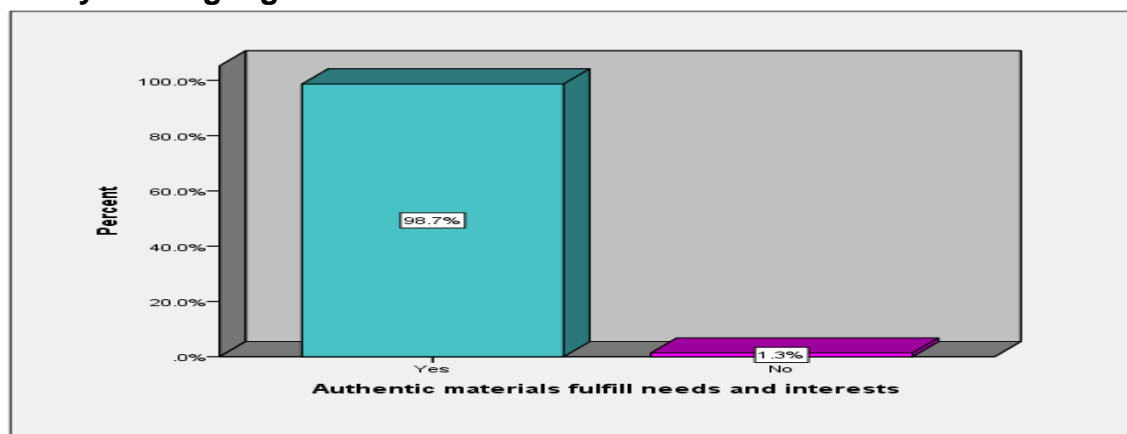 100.0%
80.0%
60.0%
40.0%
20.0%
.0%
Percent
98.7%
1.3%
Yes No
Authentic materials fulfill needs and interests